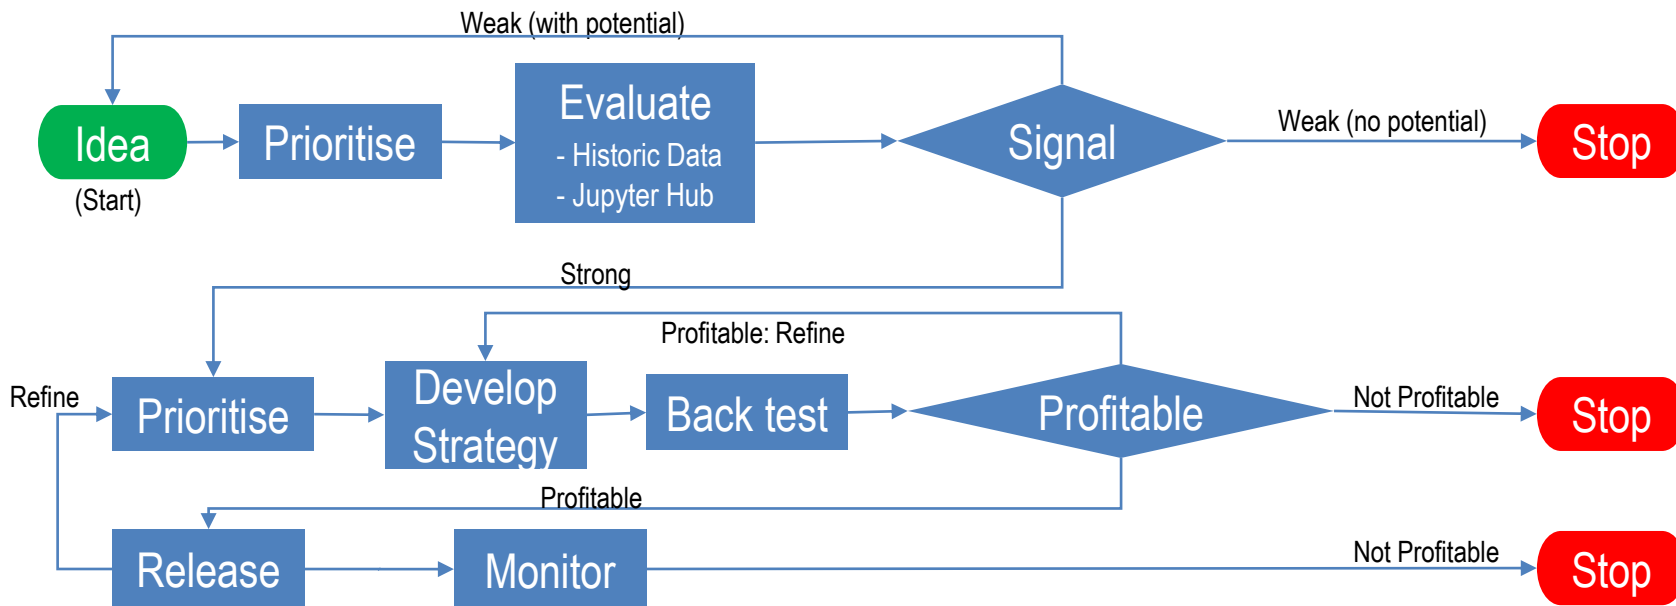 Weak (with potential)
Idea
(Start)
Prioritise
Evaluate
- Historic Data
- Jupyter Hub
Signal
Weak (no potential)
Stop
Strong
Profitable: Refine
Refine
Prioritise
Develop
Strategy
Back test
Profitable
Not Profitable
Stop
Profitable
Release
Monitor
Not Profitable
Stop